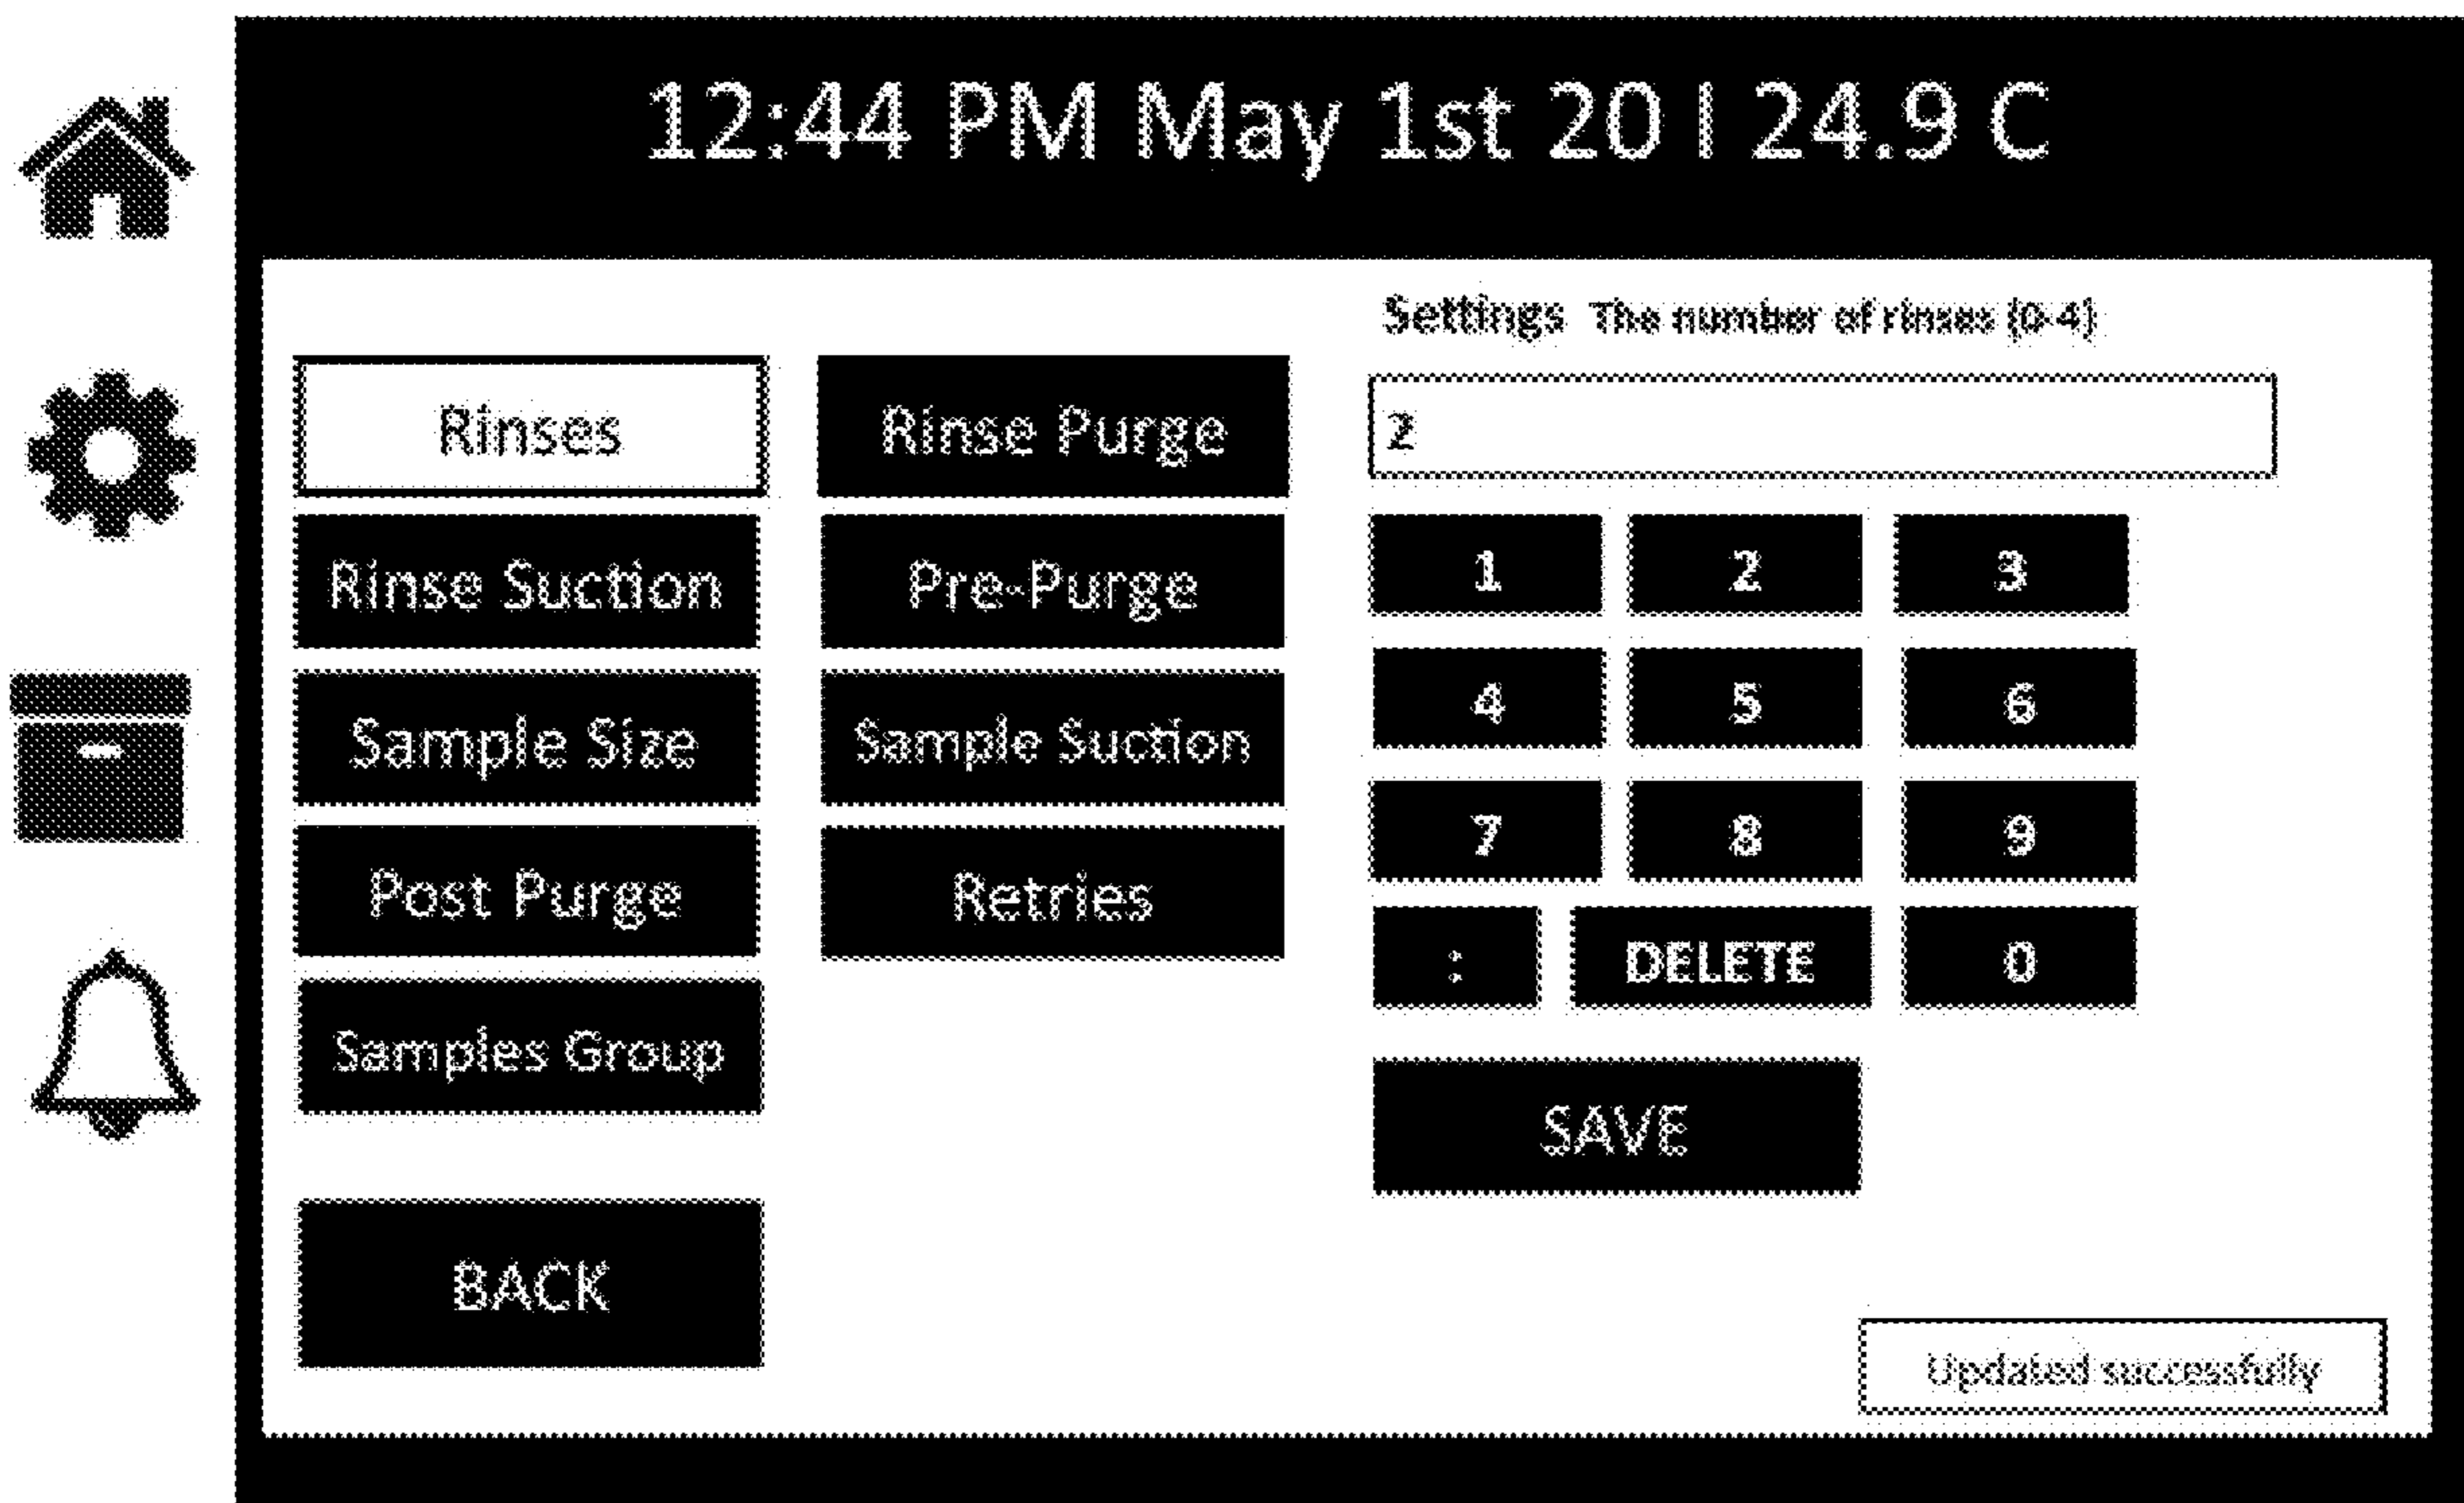 12:44 PM May 1st 20 I 24.9 C
Settings The number of rinses (0-4)
Rinses
Rinse Purge
2
Rinse Suction
Pre-Purge
1 2 3
Sample Size
Sample Suction
4 5 6
Post Purge
Retries
7 8 9
: DELETE 0
Samples Group
SAVE
BACK
Updated successfully